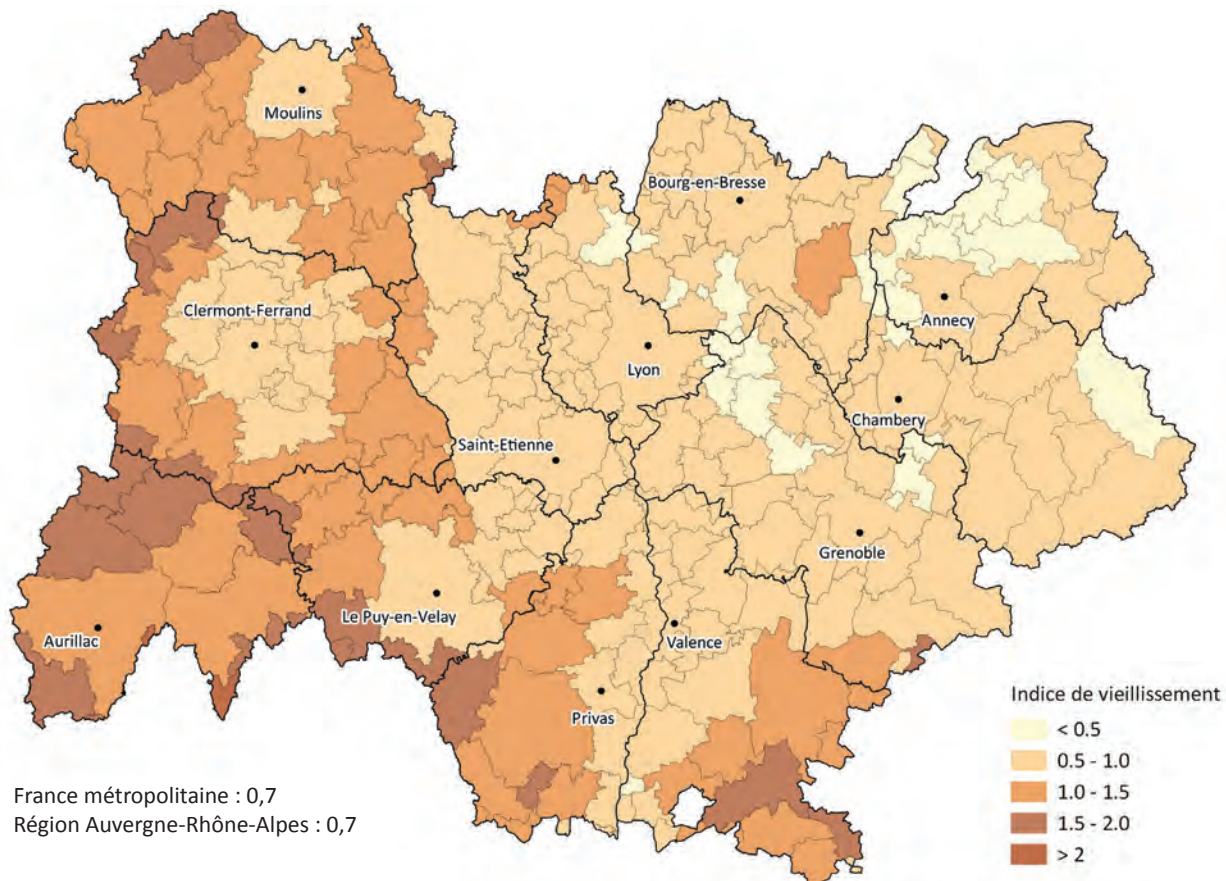 Moulins
Bourg-en-Bresse
Clermont-Ferrand
Annecy
Lyon
Chambery
Saint-Etienne
Grenoble
Le Puy-en-Velay
Aurillac
Valence
Privas
Indice de vieillissement
< 0.5
0.5 - 1.0
1.0 - 1.5
1.5 - 2.0
> 2
France métropolitaine : 0,7
Région Auvergne-Rhône-Alpes : 0,7